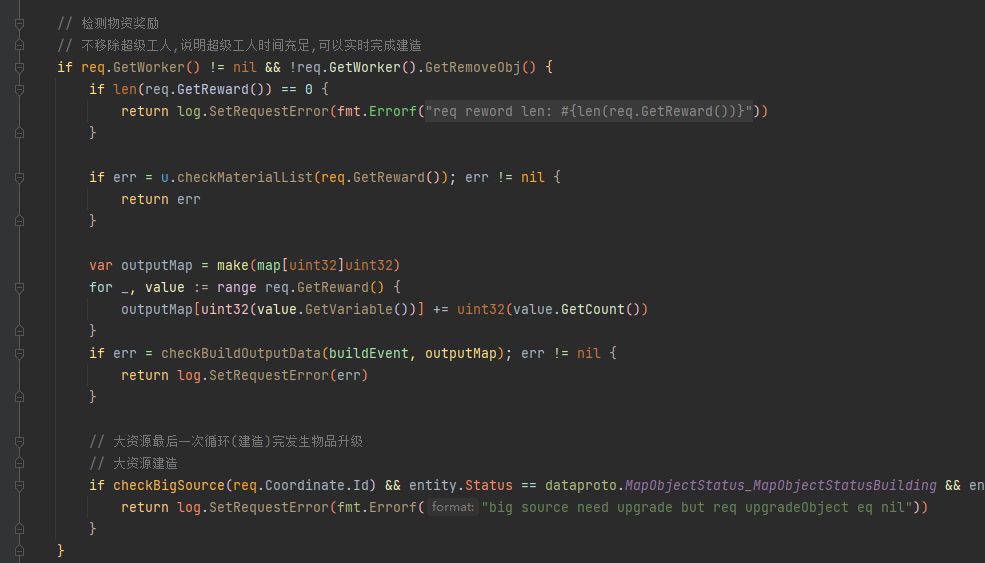 // 检测物资奖励
// 不移除超级工人,说明超级工人时间充足,可以实时完成建造
if req.GetWorker() != nil && !req.GetWorker().GetRemoveObj() {
if len(req.GetReward()) == 0 {
return log.SetRequestError(fmt.Errorf("req reword len: #{len(req.GetReward())}"))
}
if err = u.checkMaterialList(req.GetReward()); err != nil {
return err
}
var outputMap = make(map[uint32]uint32)
for _, value := range req.GetReward() {
outputMap[uint32(value.GetVariable())] += uint32(value.GetCount())
}
if err = checkBuildOutputData(buildEvent, outputMap); err != nil {
return log.SetRequestError(err)
}
// 大资源最后一次循环(建造)完发生物品升级
// 大资源建造
if checkBigSource(req.Coordinate.Id) && entity.Status == dataproto.MapObjectStatus_MapObjectStatusBuilding && en
return log.SetRequestError(fmt.Errorf( format: "big source need upgrade but req upgradeObject eq nil"))
}
}